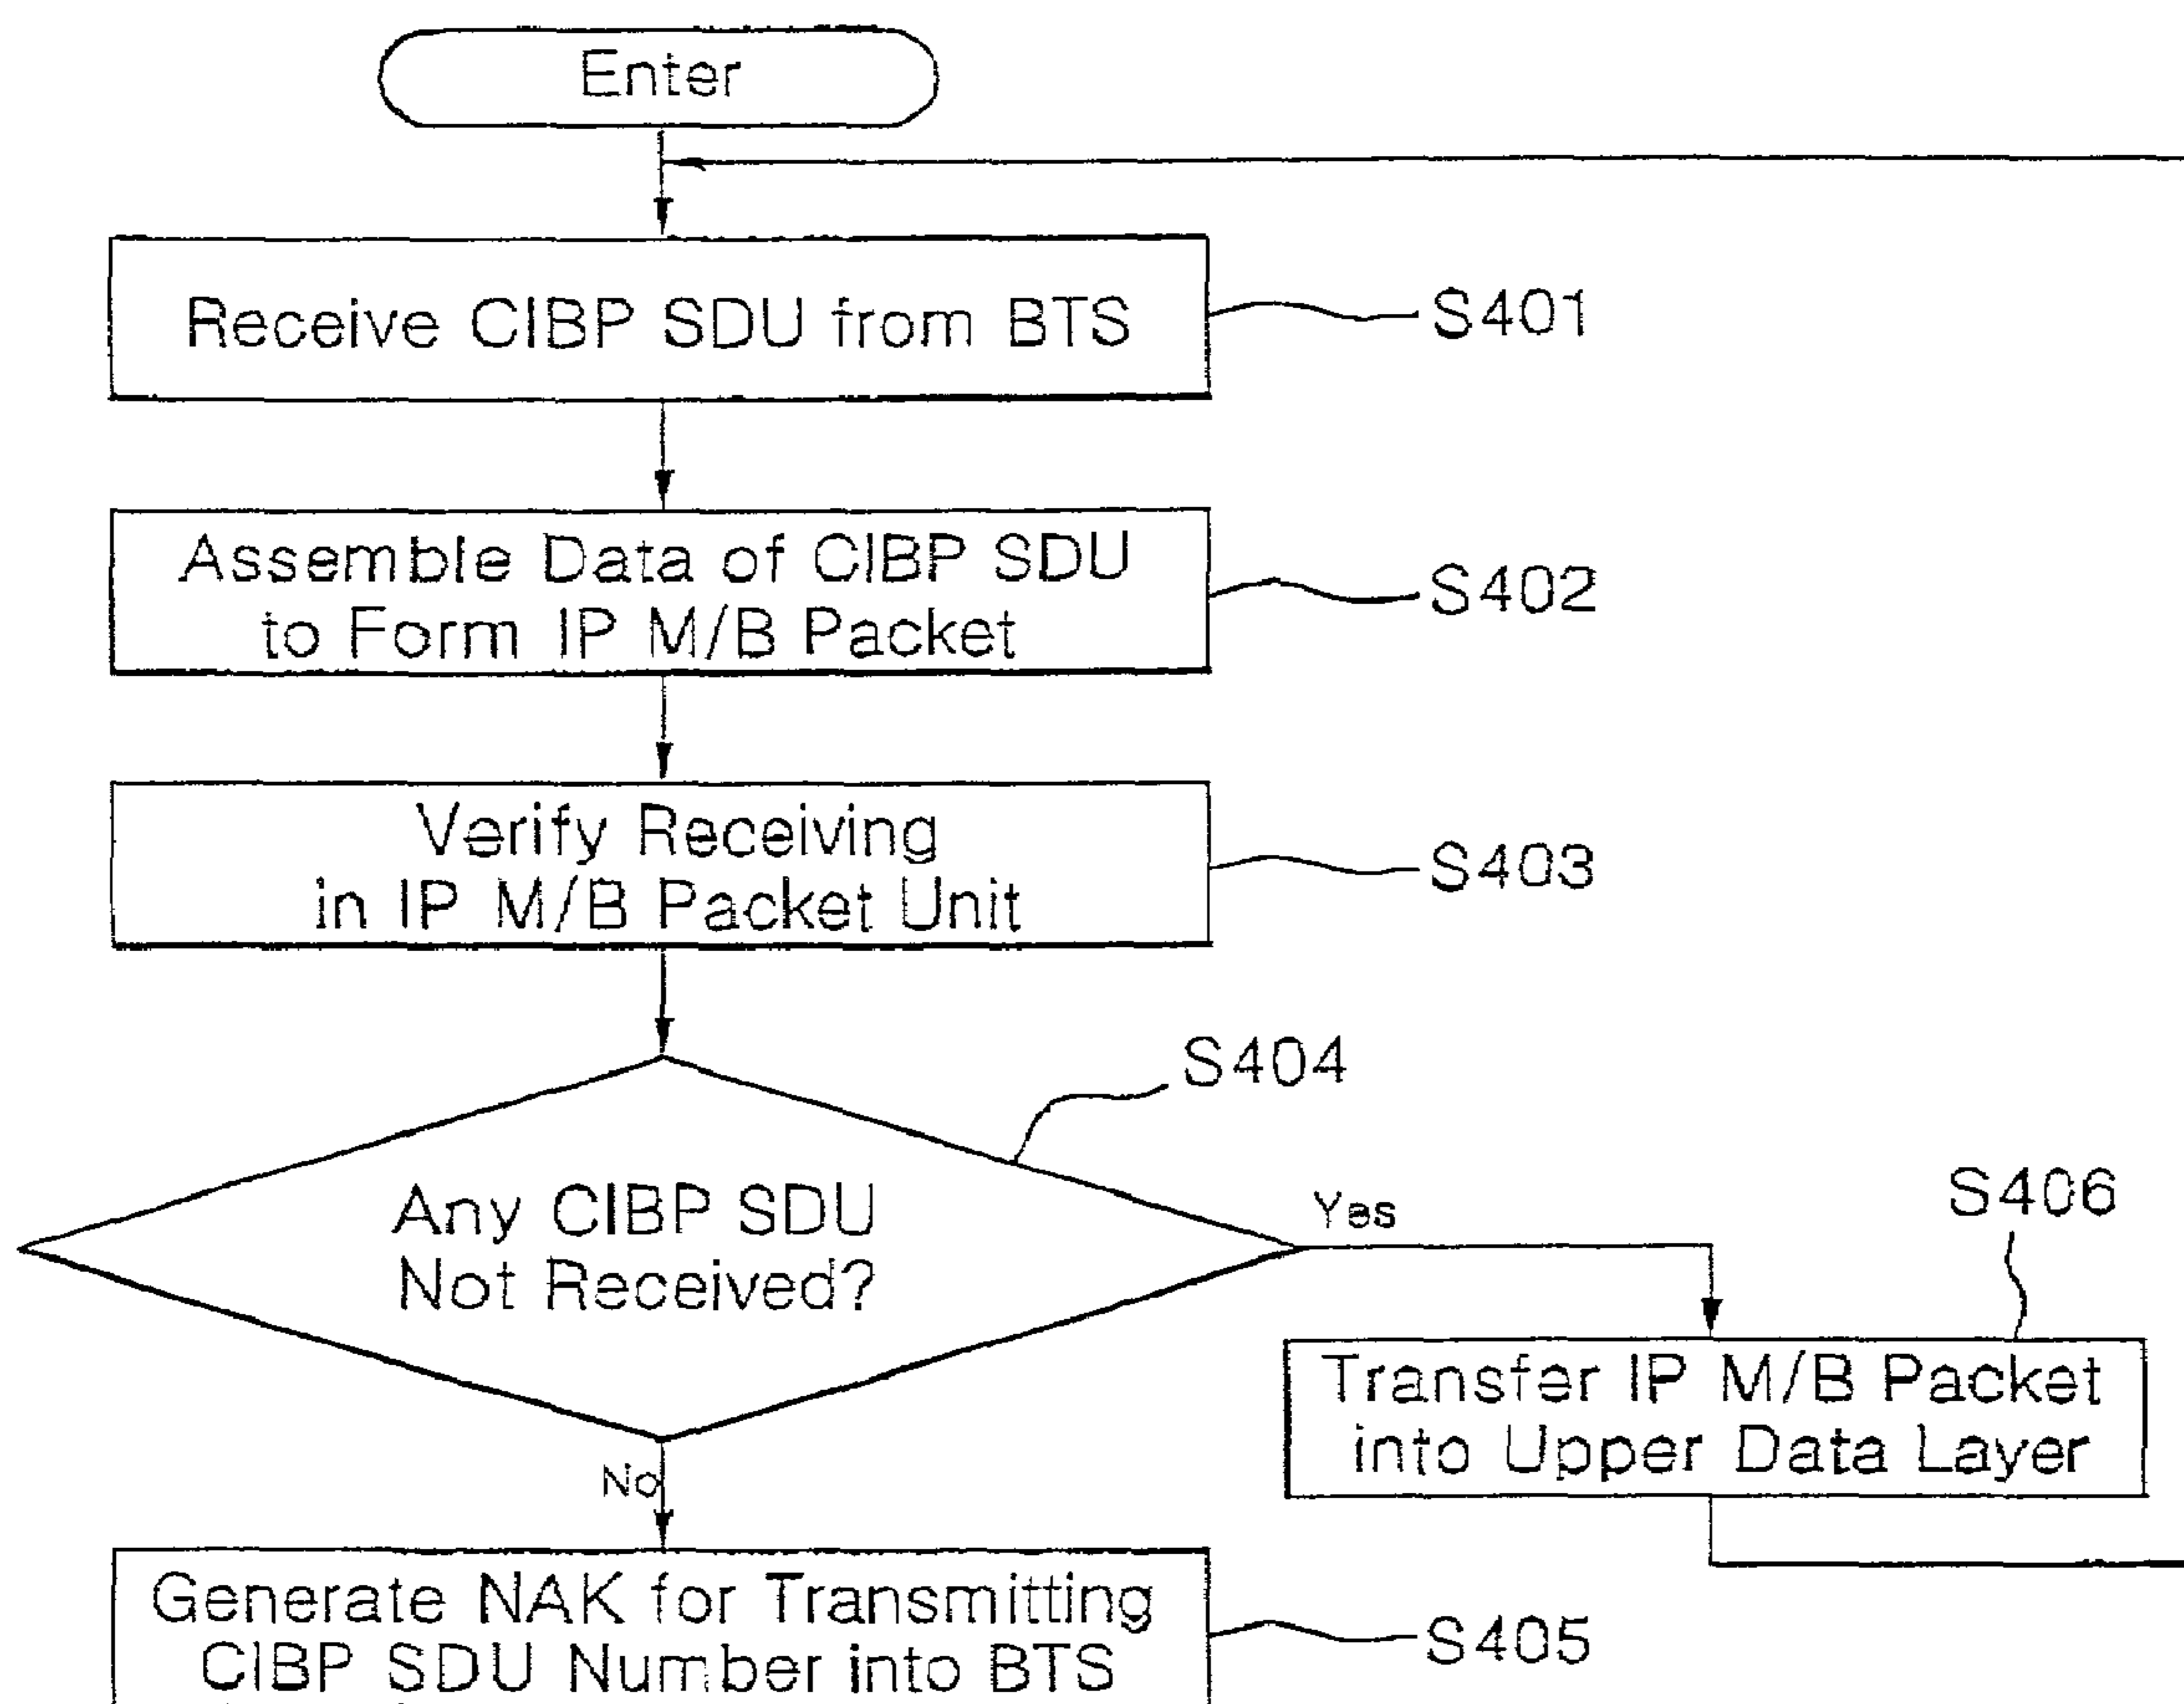 Enter
Receive CIBP SDU from BTS
S401
Assemble Data of CIBP SDU
to Form IP M/B Packet
S402
Verify Receiving
in IP M/B Packet Unit
S403
S404
Any CIBP SDU
Not Received?
Yes
S406
Transfer IP M/B Packet
into Upper Data Layer
No
Generate NAK for Transmitting
CIBP SDU Number into BTS
S405